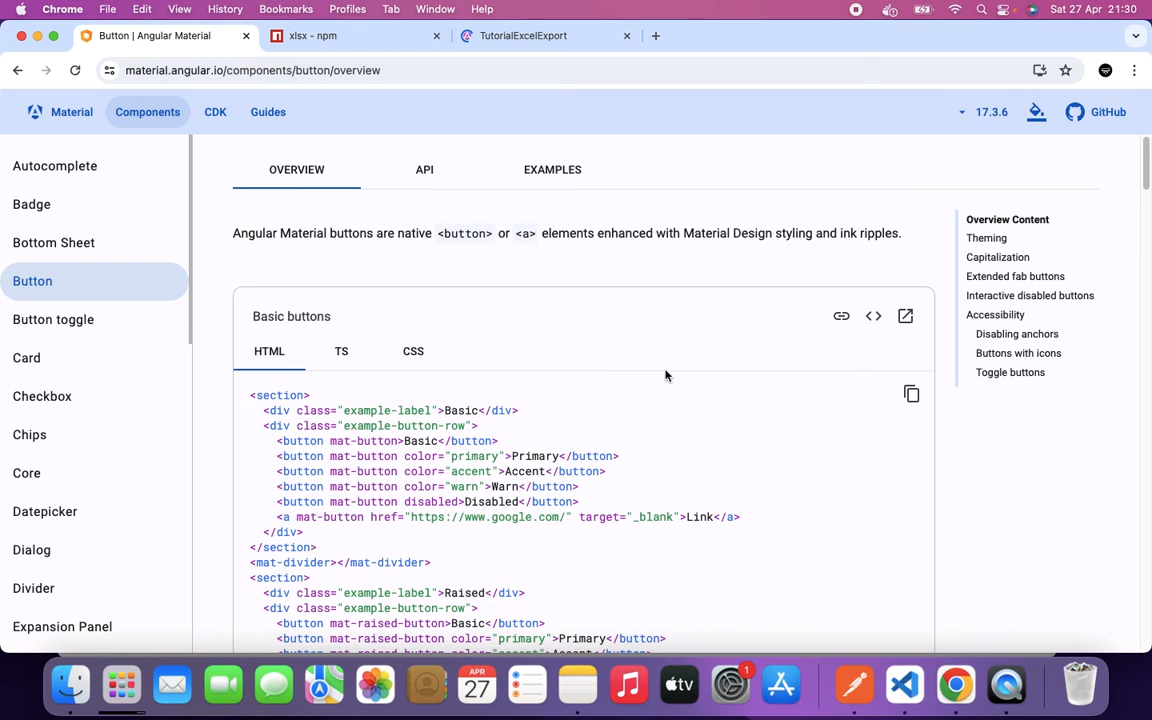 Chrome File Edit View History Bookmarks Profiles Tab Window Help Sat 27 Apr 21:30
Button | Angular Material xlsx - npm TutorialExcelExport
material.angular.io/components/button/overview
Material Components CDK Guides 17.3.6 GitHub
Autocomplete
Badge
Bottom Sheet
Button
Button toggle
Card
Checkbox
Chips
Core
Datepicker
Dialog
Divider
Expansion Panel
OVERVIEW API EXAMPLES
Angular Material buttons are native <button> or <a> elements enhanced with Material Design styling and ink ripples.
Basic buttons
HTML TS CSS
<section>
<div class="example-label">Basic</div>
<div class="example-button-row">
<button mat-button>Basic</button>
<button mat-button color="primary">Primary</button>
<button mat-button color="accent">Accent</button>
<button mat-button color="warn">Warn</button>
<button mat-button disabled>Disabled</button>
<a mat-button href="https://www.google.com/" target="_blank">Link</a>
</div>
</section>
<mat-divider></mat-divider>
<section>
<div class="example-label">Raised</div>
<div class="example-button-row">
<button mat-raised-button>Basic</button>
<button mat-raised-button color="primary">Primary</button>
<button mat-raised-button color="accent">Accent</button>
Overview Content
Theming
Capitalization
Extended fab buttons
Interactive disabled buttons
Accessibility
Disabling anchors
Buttons with icons
Toggle buttons
APR
27
tv
1